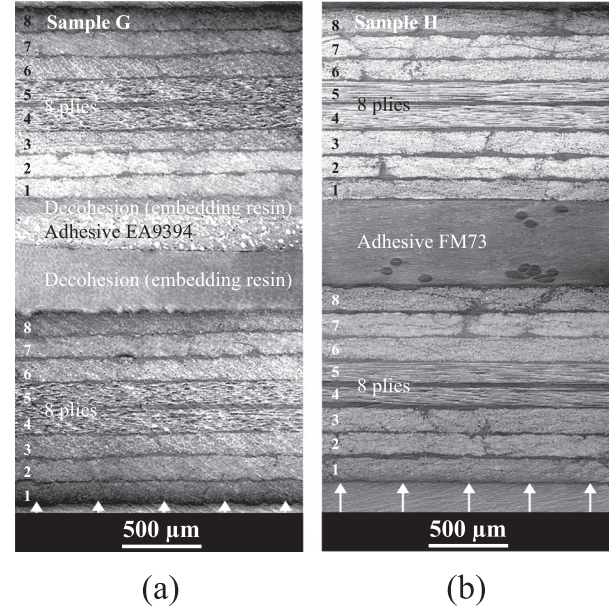 Sample G
8
7
6
5
8 plies
4
3
2
1
Decohesion (embedding resin)
Adhesive EA9394
Decohesion (embedding resin)
8
7
6
5
8 plies
4
3
2
1
500 µm
(a)
Sample H
8
7
6
5
8 plies
4
3
2
1
Adhesive FM73
8
7
6
5
8 plies
4
3
2
1
500 µm
(b)